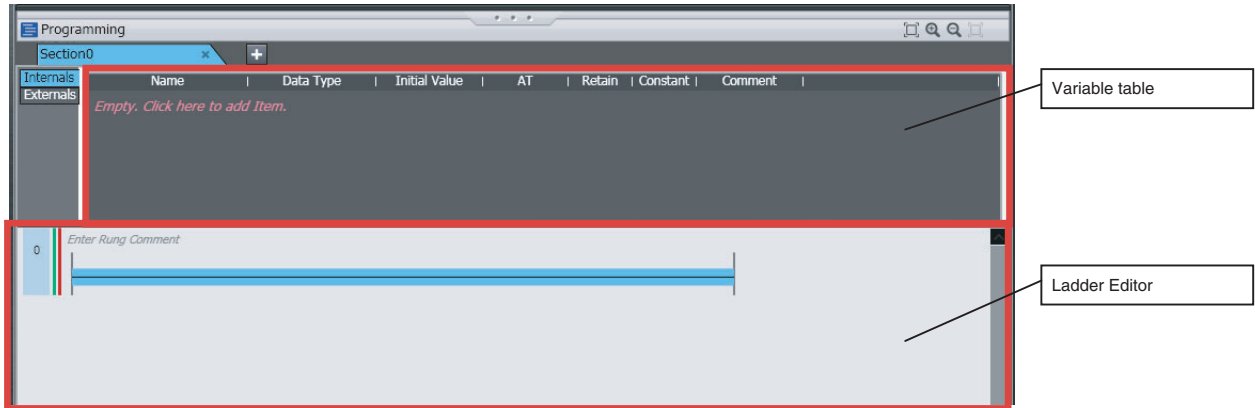 Programming
Section0
Internals
Externals
Name | Data Type | Initial Value | AT | Retain | Constant | Comment |
Empty. Click here to add Item.
Variable table
0
Enter Rung Comment
Ladder Editor